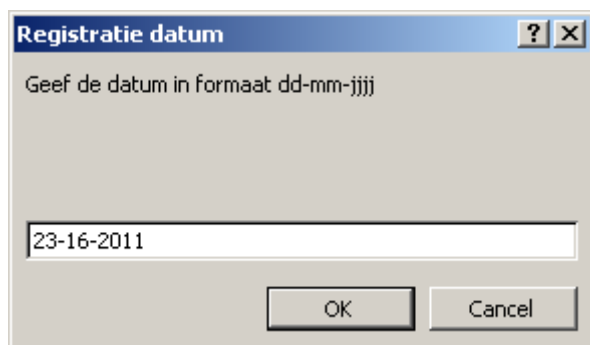 Registratie datum
Geef de datum in formaat dd-mm-jjjj
23-16-2011
OK Cancel